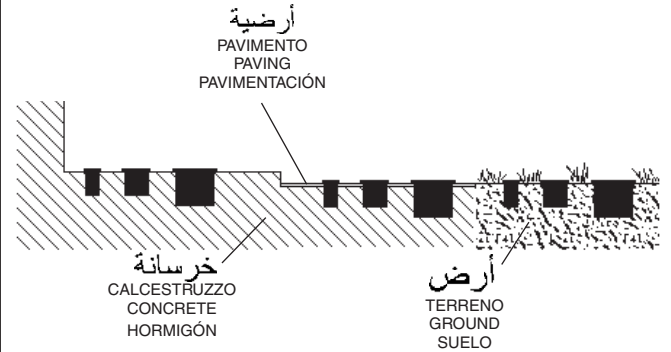 أرضية
PAVIMENTO
PAVING
PAVIMENTACIÓN
خرسانة
CALCESTRUZZO
CONCRETE
HORMIGÓN
أرض
TERRENO
GROUND
SUELO